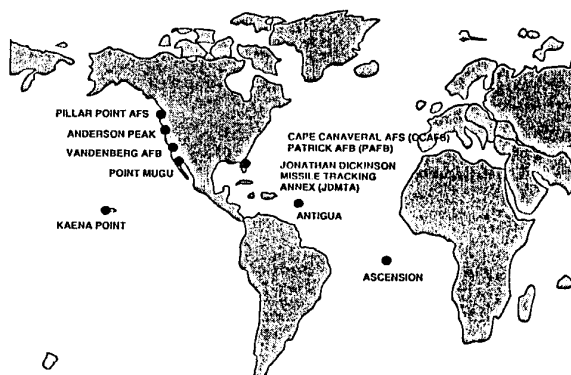 PILLAR POINT AFS
ANDERSON PEAK
VANDENBERG AFB
POINT MUGU
KAENA POINT
CAPE CANAVERAL AFS (CCAFS)
PATRICK AFB (PAFB)
JONATHAN DICKINSON
MISSILE TRACKING
ANNEX (JDMTA)
ANTIGUA
ASCENSION